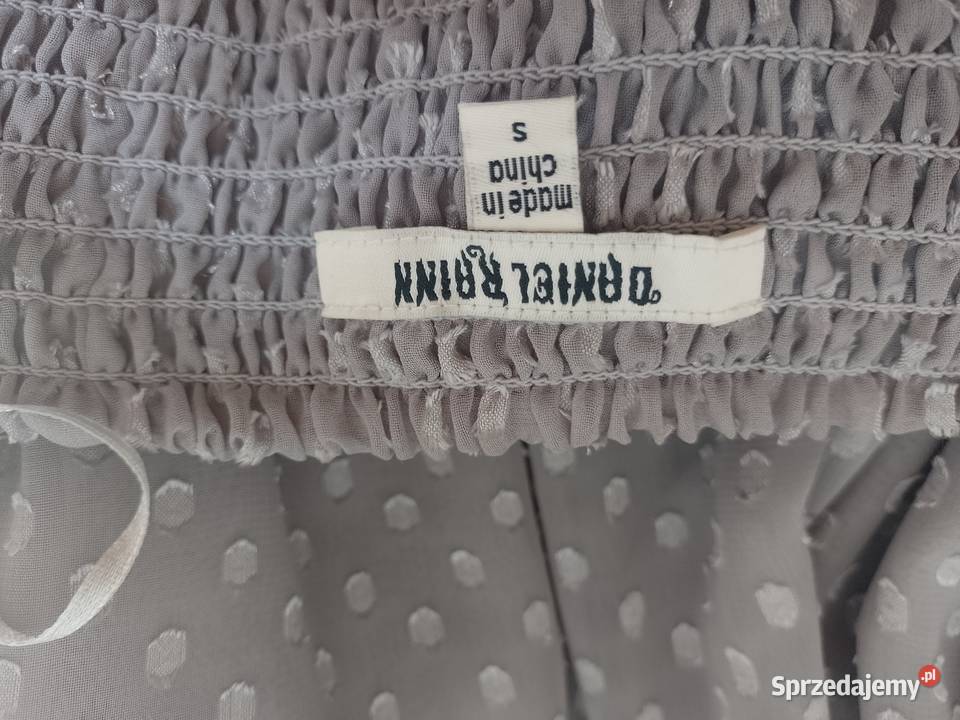 DANIEL RAINN
made in
china
S
Sprzedajemy.pl